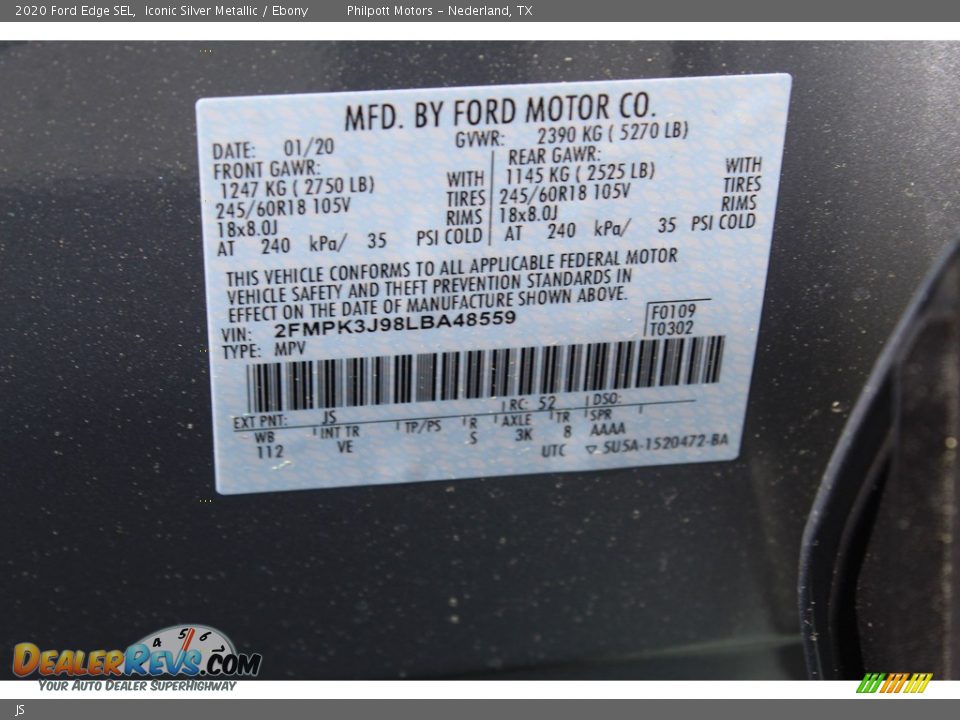 2020 Ford Edge SEL, Iconic Silver Metallic / Ebony Philpott Motors - Nederland, TX
MFD. BY FORD MOTOR CO.
DATE: 01/20 GVWR: 2390 KG ( 5270 LB)
FRONT GAWR: REAR GAWR:
1247 KG ( 2750 LB) WITH 1145 KG ( 2525 LB) WITH
245/60R18 105V TIRES 245/60R18 105V TIRES
18x8.0J RIMS 18x8.0J RIMS
AT 240 kPa/ 35 PSI COLD AT 240 kPa/ 35 PSI COLD
THIS VEHICLE CONFORMS TO ALL APPLICABLE FEDERAL MOTOR
VEHICLE SAFETY AND THEFT PREVENTION STANDARDS IN
EFFECT ON THE DATE OF MANUFACTURE SHOWN ABOVE.
VIN: 2FMPK3J98LBA48559 F0109
TYPE: MPV T0302
EXT PNT: JS RC: 52 DSO:
WB INT TR TP/PS R AXLE TR SPR
112 VE S 3K 8 AAAA
UTC ▽ SU5A-1520472-BA
4 5 6
DEALERREVS.COM
YOUR AUTO DEALER SUPERHIGHWAY
JS